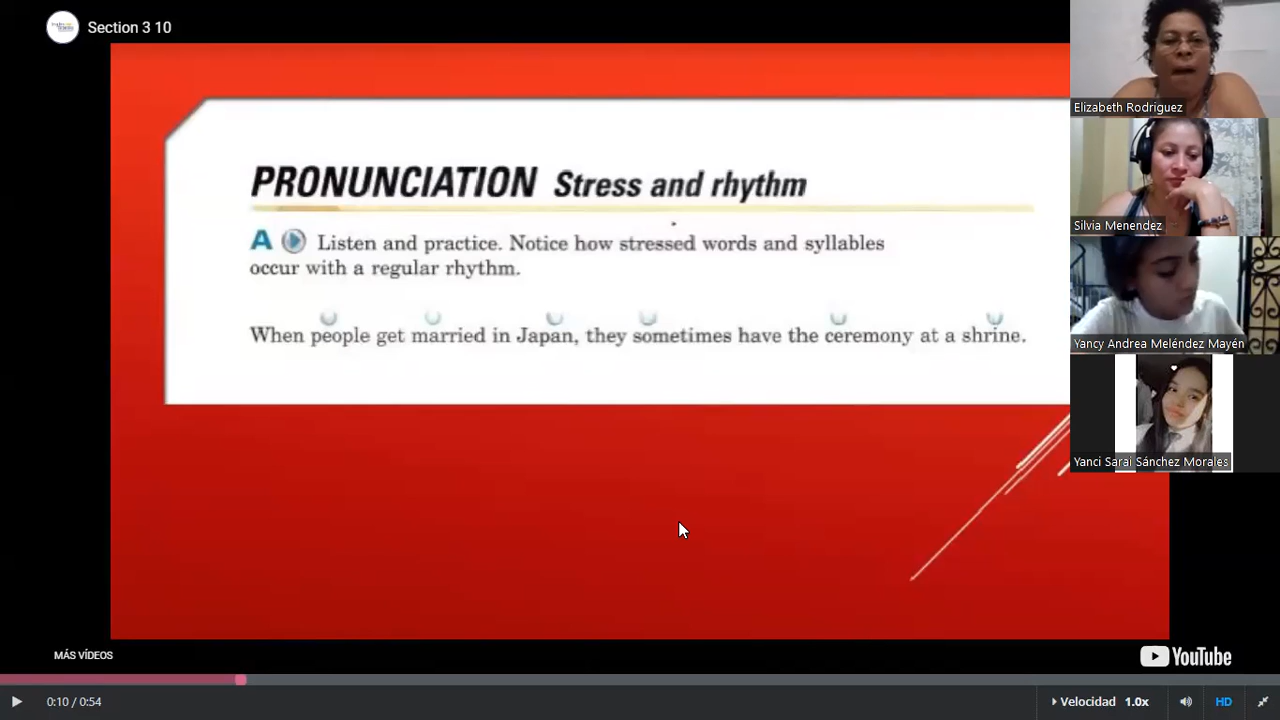 Section 3 10
PRONUNCIATION Stress and rhythm
A Listen and practice. Notice how stressed words and syllables
occur with a regular rhythm.
When people get married in Japan, they sometimes have the ceremony at a shrine.
Elizabeth Rodriguez
Silvia Menendez
Yancy Andrea Meléndez Mayén
Yanci Sarai Sánchez Morales
MÁS VÍDEOS
YouTube
0:10 / 0:54
Velocidad 1.0x
HD